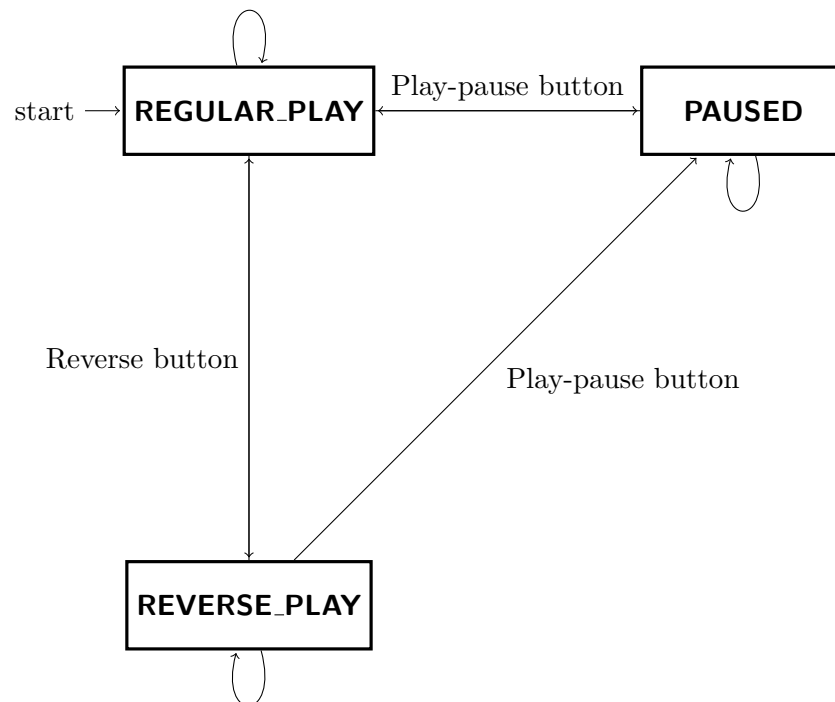 Play-pause button
start
REGULAR_PLAY
PAUSED
Reverse button
Play-pause button
REVERSE_PLAY